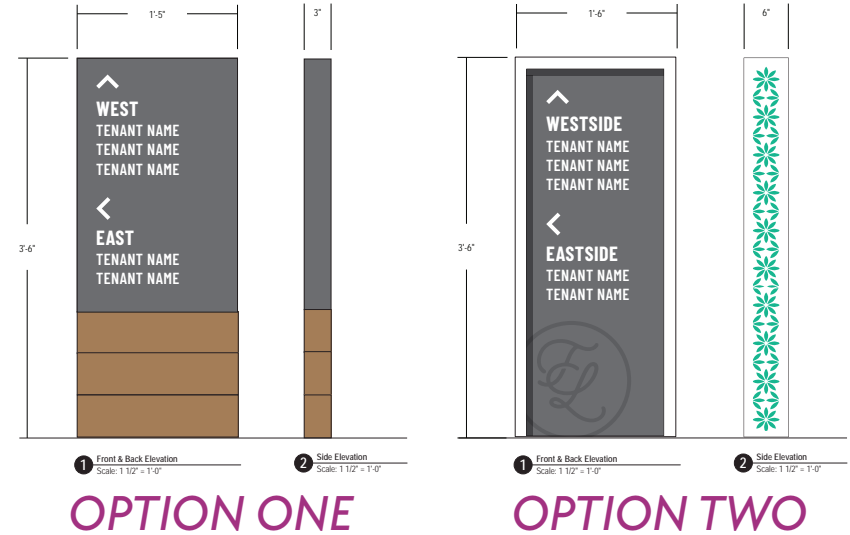 1'-5"
3"
3'-6"
WEST
TENANT NAME
TENANT NAME
TENANT NAME
EAST
TENANT NAME
TENANT NAME
1 Front & Back Elevation
Scale: 1 1/2" = 1'-0"
2 Side Elevation
Scale: 1 1/2" = 1'-0"
OPTION ONE
1'-6"
6"
3'-6"
WESTSIDE
TENANT NAME
TENANT NAME
TENANT NAME
EASTSIDE
TENANT NAME
TENANT NAME
1 Front & Back Elevation
Scale: 1 1/2" = 1'-0"
2 Side Elevation
Scale: 1 1/2" = 1'-0"
OPTION TWO